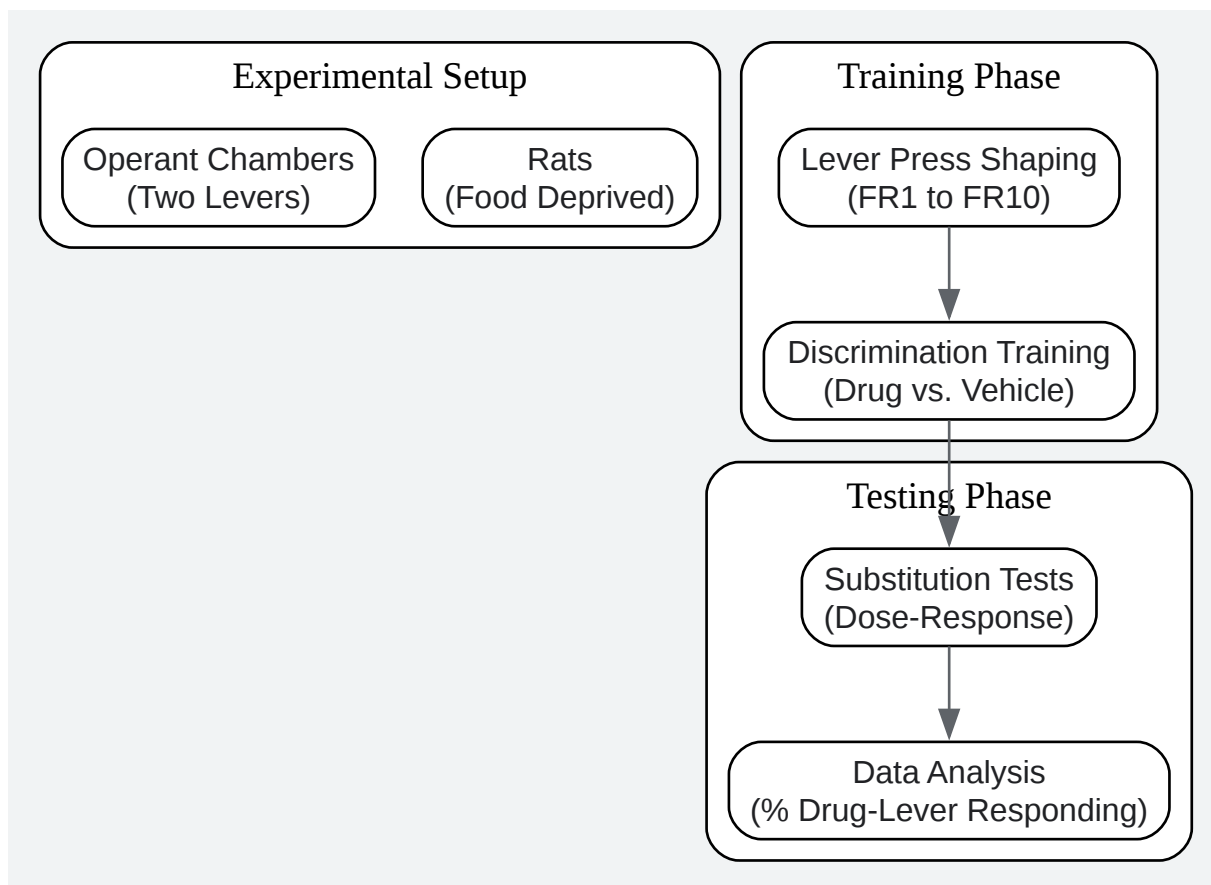 Experimental Setup
Operant Chambers
(Two Levers)
Rats
(Food Deprived)
Training Phase
Lever Press Shaping
(FR1 to FR10)
Discrimination Training
(Drug vs. Vehicle)
Testing Phase
Substitution Tests
(Dose-Response)
Data Analysis
(% Drug-Lever Responding)